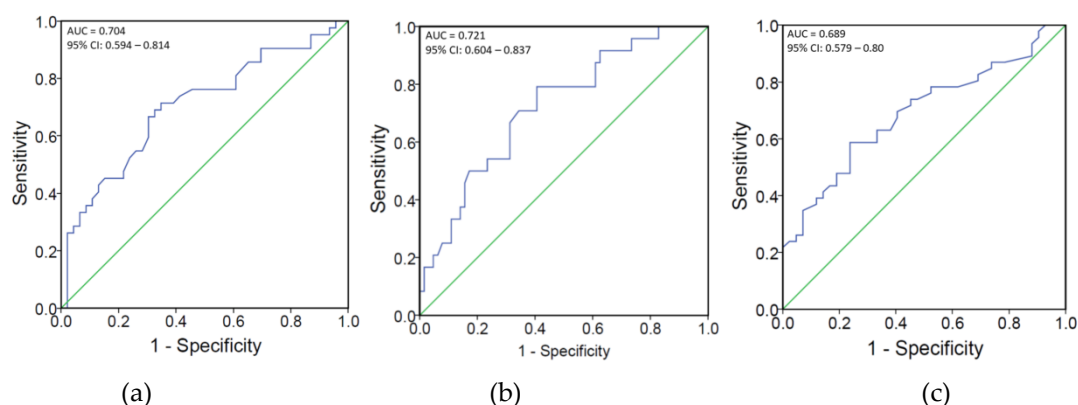 AUC = 0.704
95% CI: 0.594 – 0.814
1.0
0.8
0.6
0.4
0.2
0.0
Sensitivity
0.0 0.2 0.4 0.6 0.8 1.0
1 - Specificity
(a)
AUC = 0.721
95% CI: 0.604 – 0.837
1.0
0.8
0.6
0.4
0.2
0.0
Sensitivity
0.0 0.2 0.4 0.6 0.8 1.0
1 - Specificity
(b)
AUC = 0.689
95% CI: 0.579 – 0.80
1.0
0.8
0.6
0.4
0.2
0.0
Sensitivity
0.0 0.2 0.4 0.6 0.8 1.0
1 - Specificity
(c)